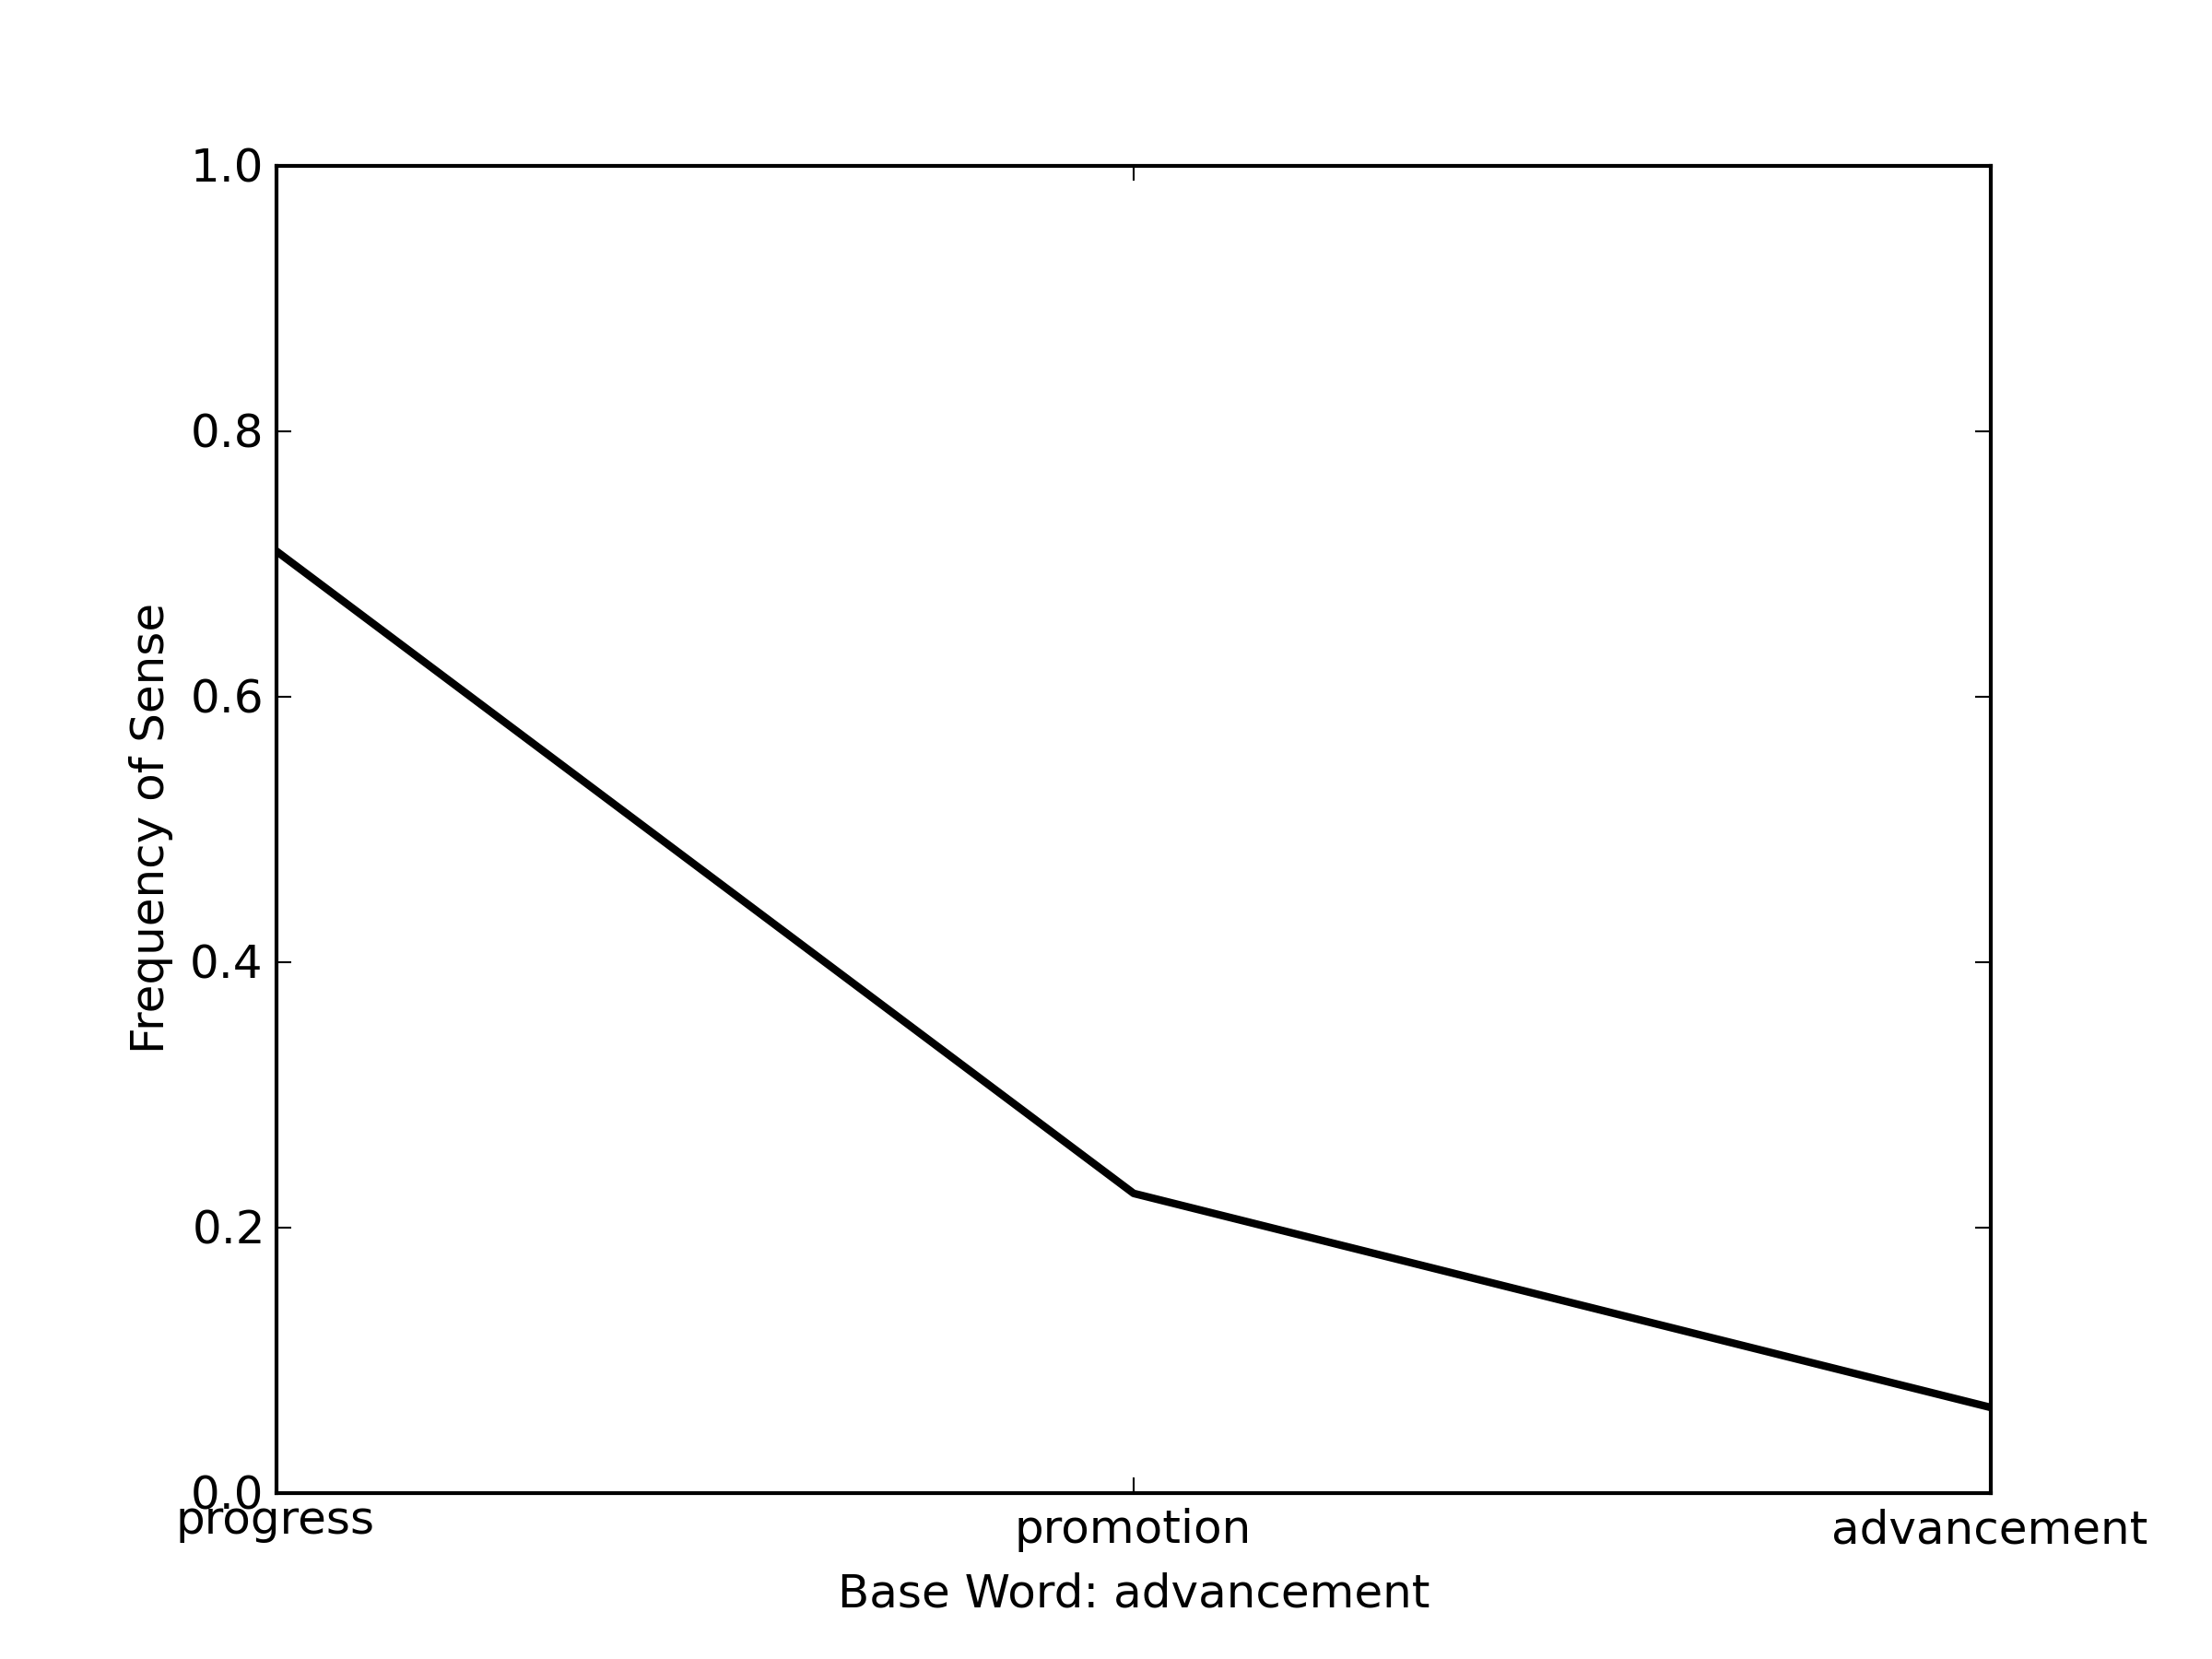 1.0
0.8
0.6
0.4
0.2
0.0
Frequency of Sense
progress
promotion
advancement
Base Word: advancement